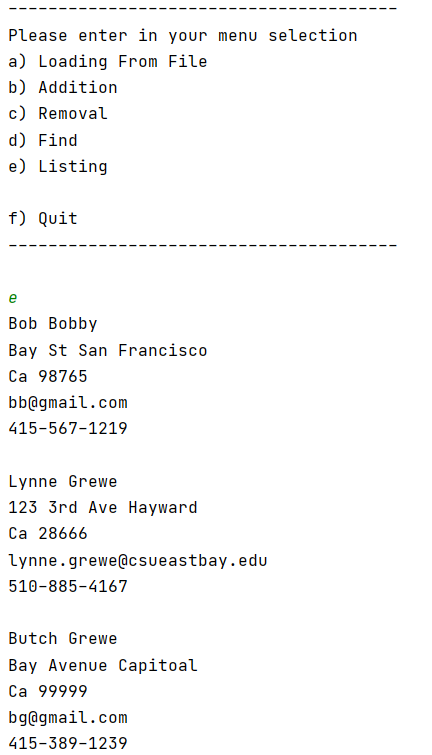 ---------------------------------------
Please enter in your menu selection
a) Loading From File
b) Addition
c) Removal
d) Find
e) Listing
f) Quit
---------------------------------------
e
Bob Bobby
Bay St San Francisco
Ca 98765
bb@gmail.com
415-567-1219
Lynne Grewe
123 3rd Ave Hayward
Ca 28666
lynne.grewe@csueastbay.edu
510-885-4167
Butch Grewe
Bay Avenue Capitoal
Ca 99999
bg@gmail.com
415-389-1239